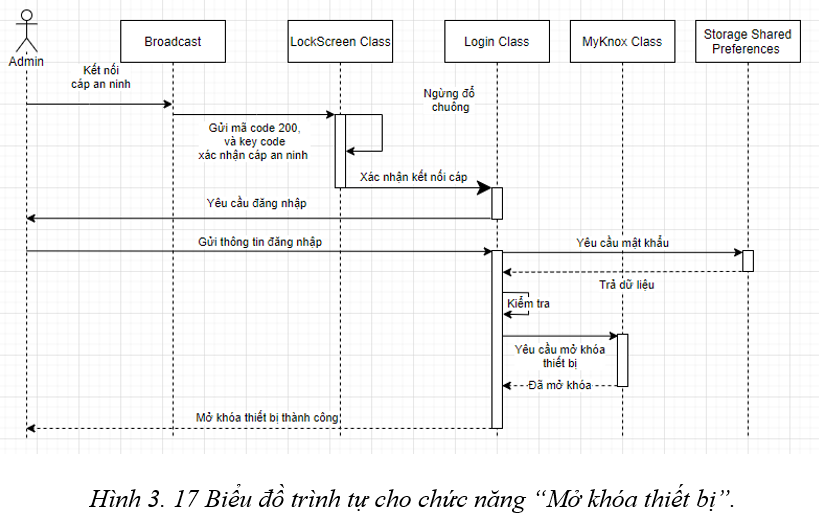 Broadcast
LockScreen Class
Login Class
MyKnox Class
Storage Shared
Preferences
Admin
Kết nối
cáp an ninh
Ngừng đổ
chuông
Gửi mã code 200,
và key code
xác nhận cáp an ninh
Xác nhận kết nối cáp
Yêu cầu đăng nhập
Gửi thông tin đăng nhập
Yêu cầu mật khẩu
Trả dữ liệu
Kiểm tra
Yêu cầu mở khóa
thiết bị
Đã mở khóa
Mở khóa thiết bị thành công
Hình 3. 17 Biểu đồ trình tự cho chức năng “Mở khóa thiết bị”.